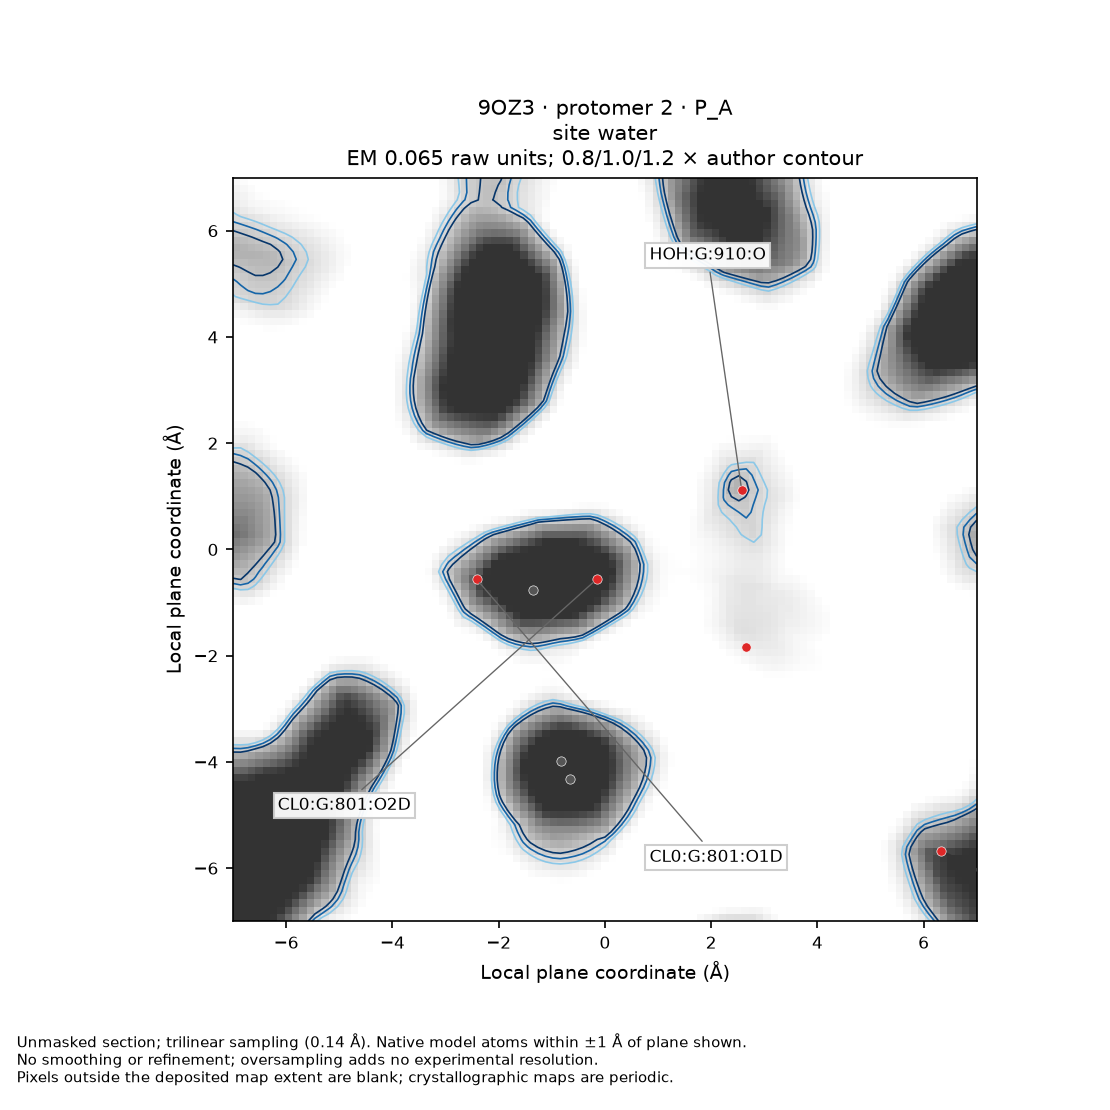 9OZ3 · protomer 2 · P_A
site water
EM 0.065 raw units; 0.8/1.0/1.2 × author contour
6
4
2
0
−2
−4
−6
Local plane coordinate (Å)
HOH:G:910:O
CL0:G:801:O2D
CL0:G:801:O1D
−6 −4 −2 0 2 4 6
Local plane coordinate (Å)
Unmasked section; trilinear sampling (0.14 Å). Native model atoms within ±1 Å of plane shown.
No smoothing or refinement; oversampling adds no experimental resolution.
Pixels outside the deposited map extent are blank; crystallographic maps are periodic.